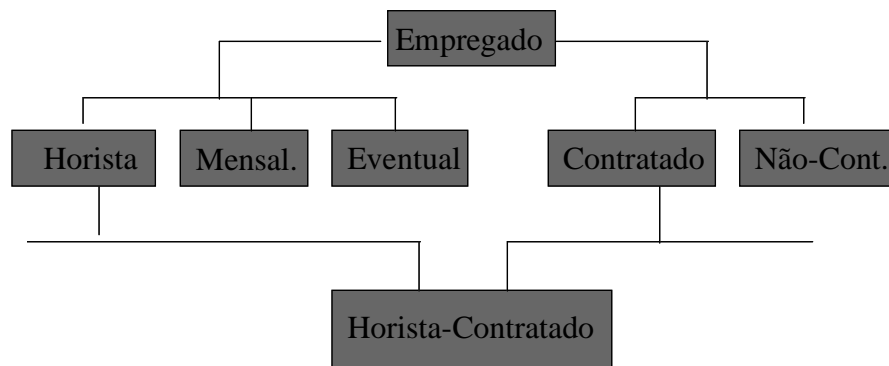 Empregado
Horista
Mensal.
Eventual
Contratado
Não-Cont.
Horista-Contratado